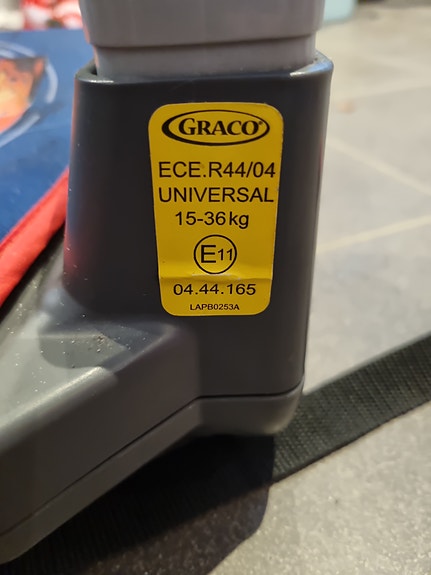 GRACO
ECE.R44/04
UNIVERSAL
15-36kg
E11
04.44.165
LAPB0253A